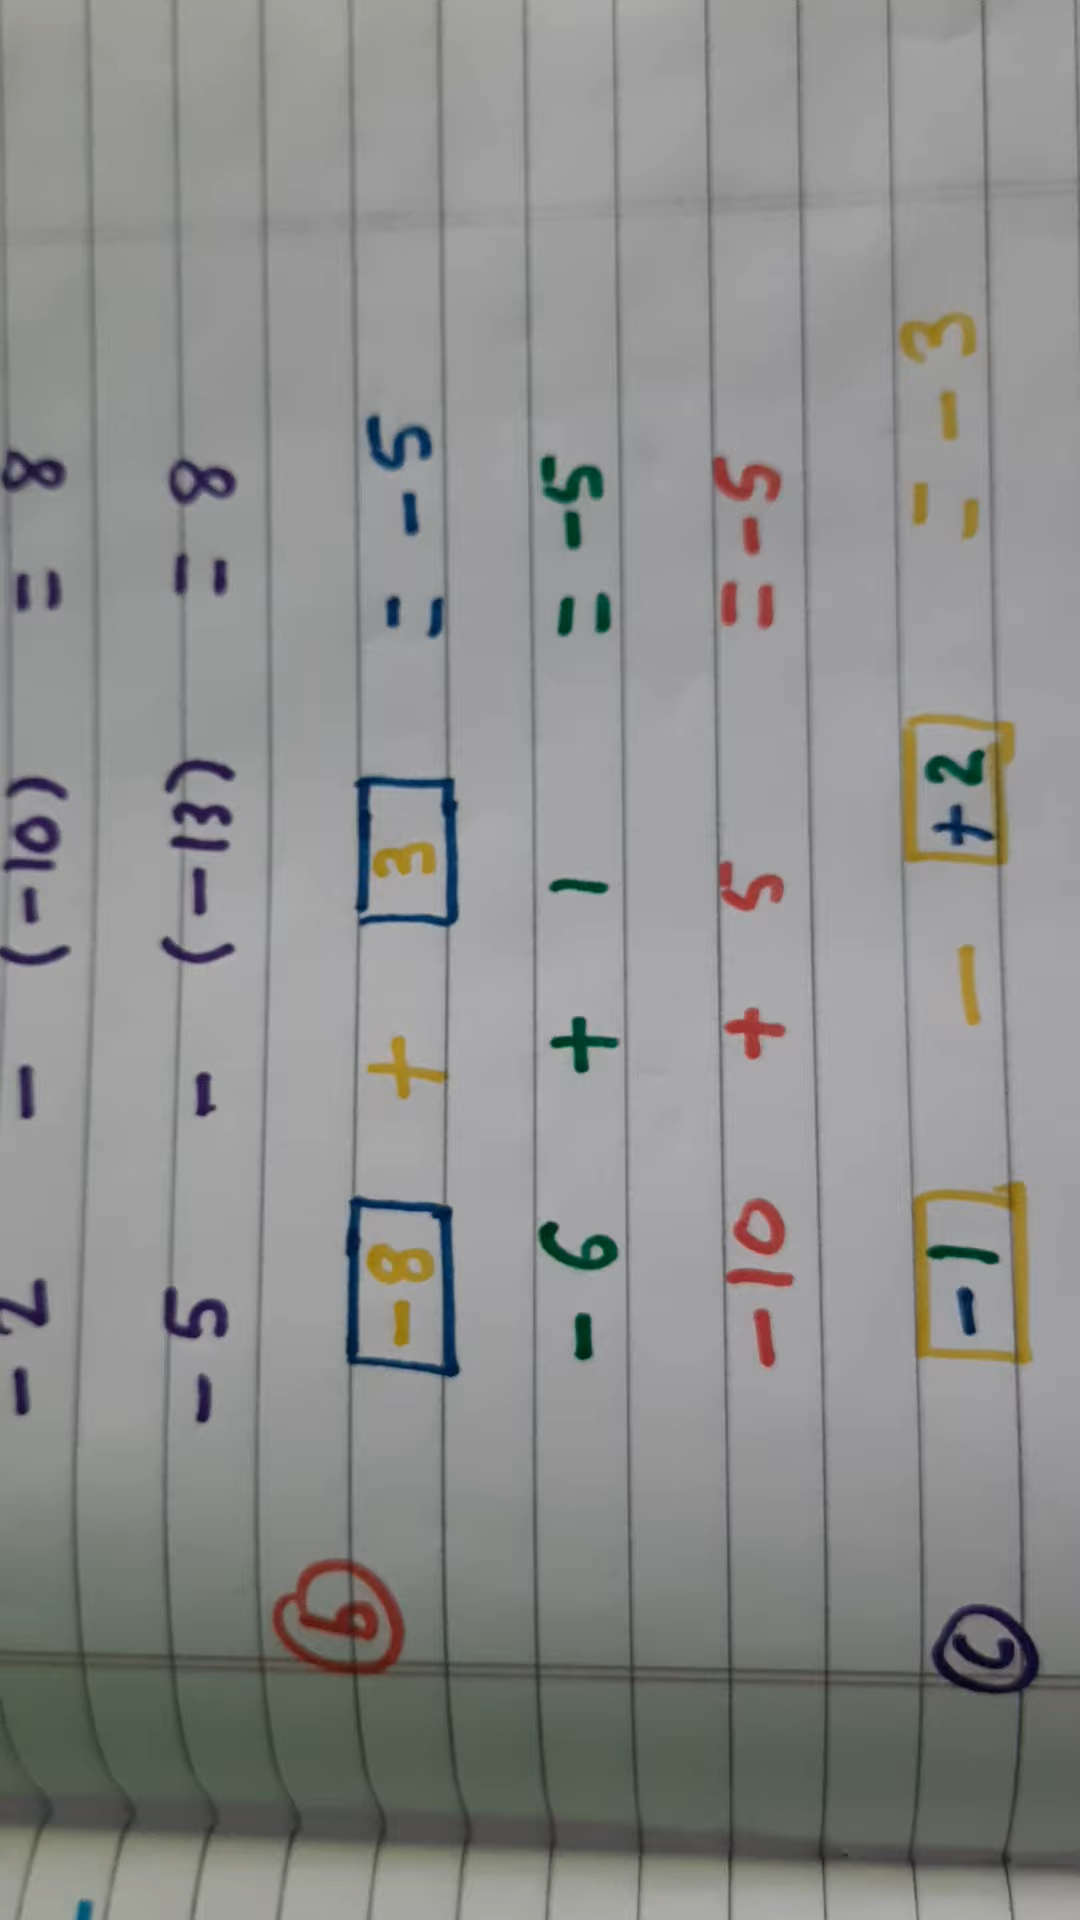 - 2 - (-10) = 8
- 5 - (-13) = 8
b -8 + 3 = -5
- 6 + 1 = -5
-10 + 5 = -5
c -1 - +2 = -3